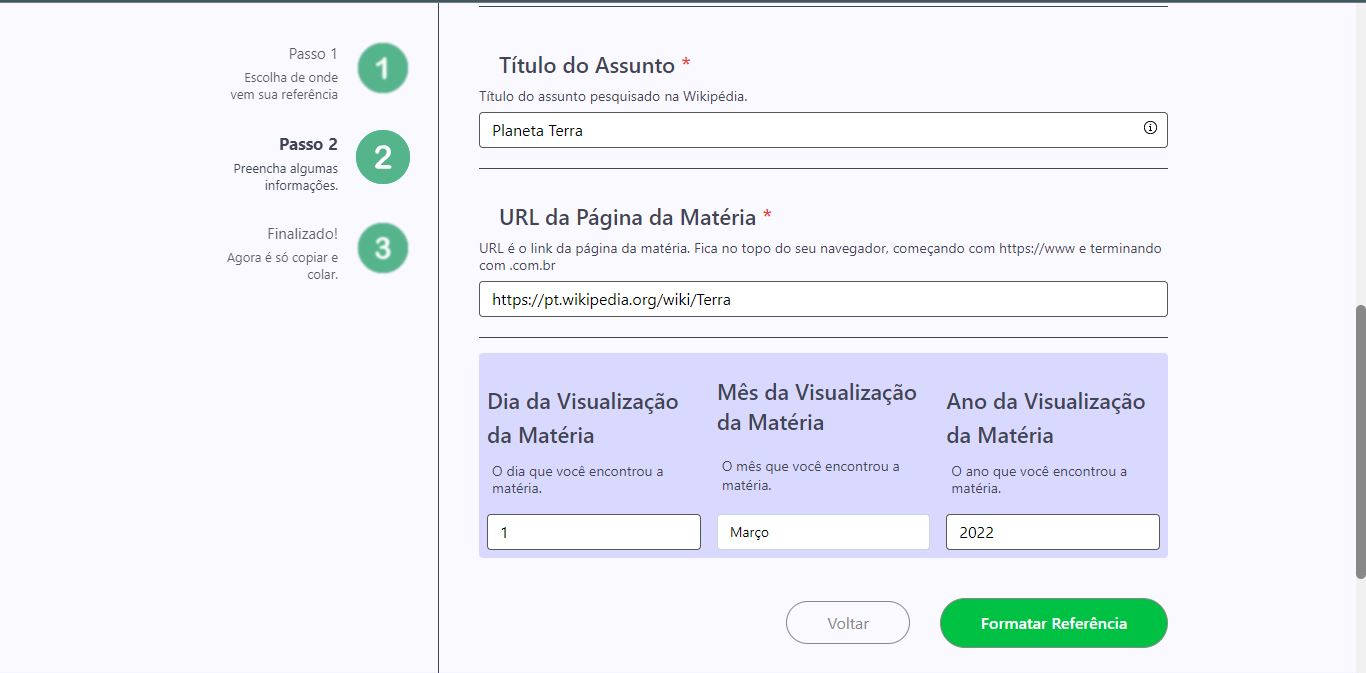 Passo 1
Escolha de onde
vem sua referência
1
Passo 2
Preencha algumas
informações.
2
Finalizado!
Agora é só copiar e
colar.
3
Título do Assunto *
Título do assunto pesquisado na Wikipédia.
Planeta Terra
URL da Página da Matéria *
URL é o link da página da matéria. Fica no topo do seu navegador, começando com https://www e terminando
com .com.br
https://pt.wikipedia.org/wiki/Terra
Dia da Visualização
da Matéria
O dia que você encontrou a
matéria.
1
Mês da Visualização
da Matéria
O mês que você encontrou a
matéria.
Março
Ano da Visualização
da Matéria
O ano que você encontrou a
matéria.
2022
Voltar
Formatar Referência